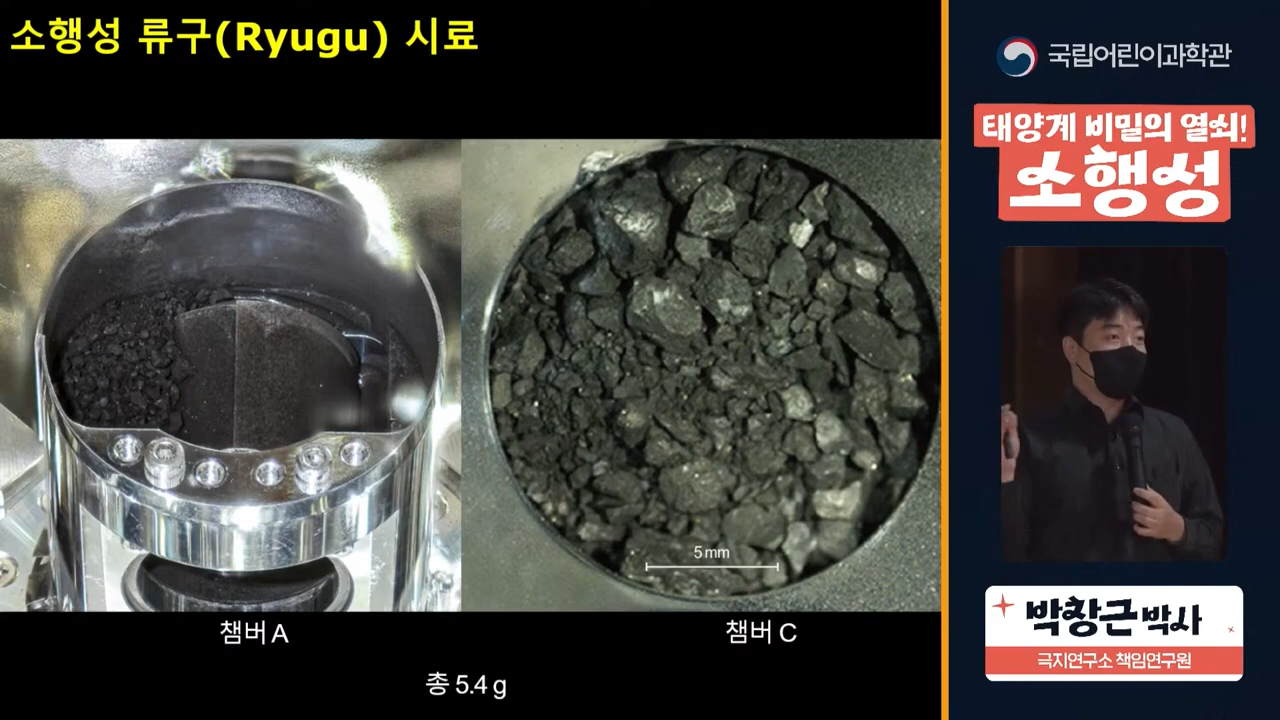 소행성 류구(Ryugu) 시료
5 mm
챔버 A
챔버 C
총 5.4 g
국립어린이과학관
태양계 비밀의 열쇠!
소행성
박창근 박사
극지연구소 책임연구원